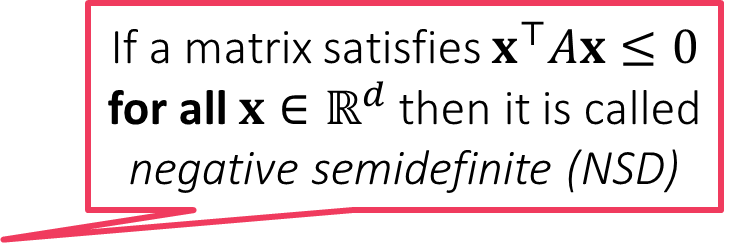 If a matrix satisfies 𝐱⊤𝐴𝐱 ≤ 0
for all 𝐱 ∈ ℝᵈ then it is called
negative semidefinite (NSD)